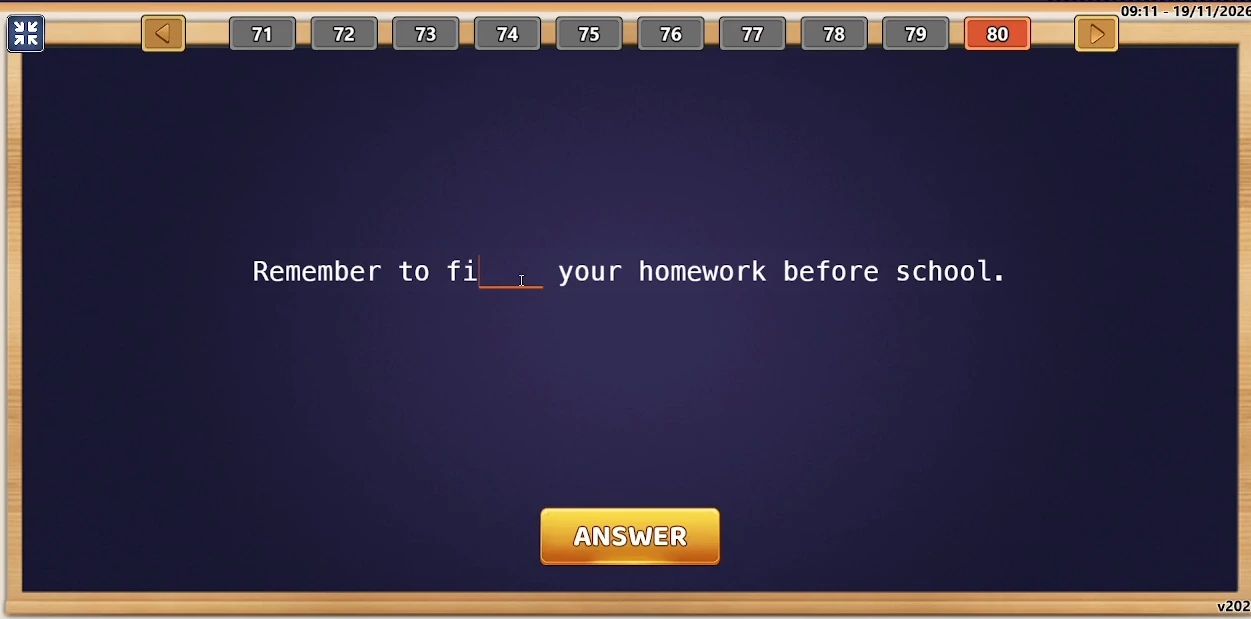 09:11 - 19/11/2026
71 72 73 74 75 76 77 78 79 80
Remember to fi____ your homework before school.
ANSWER
v202